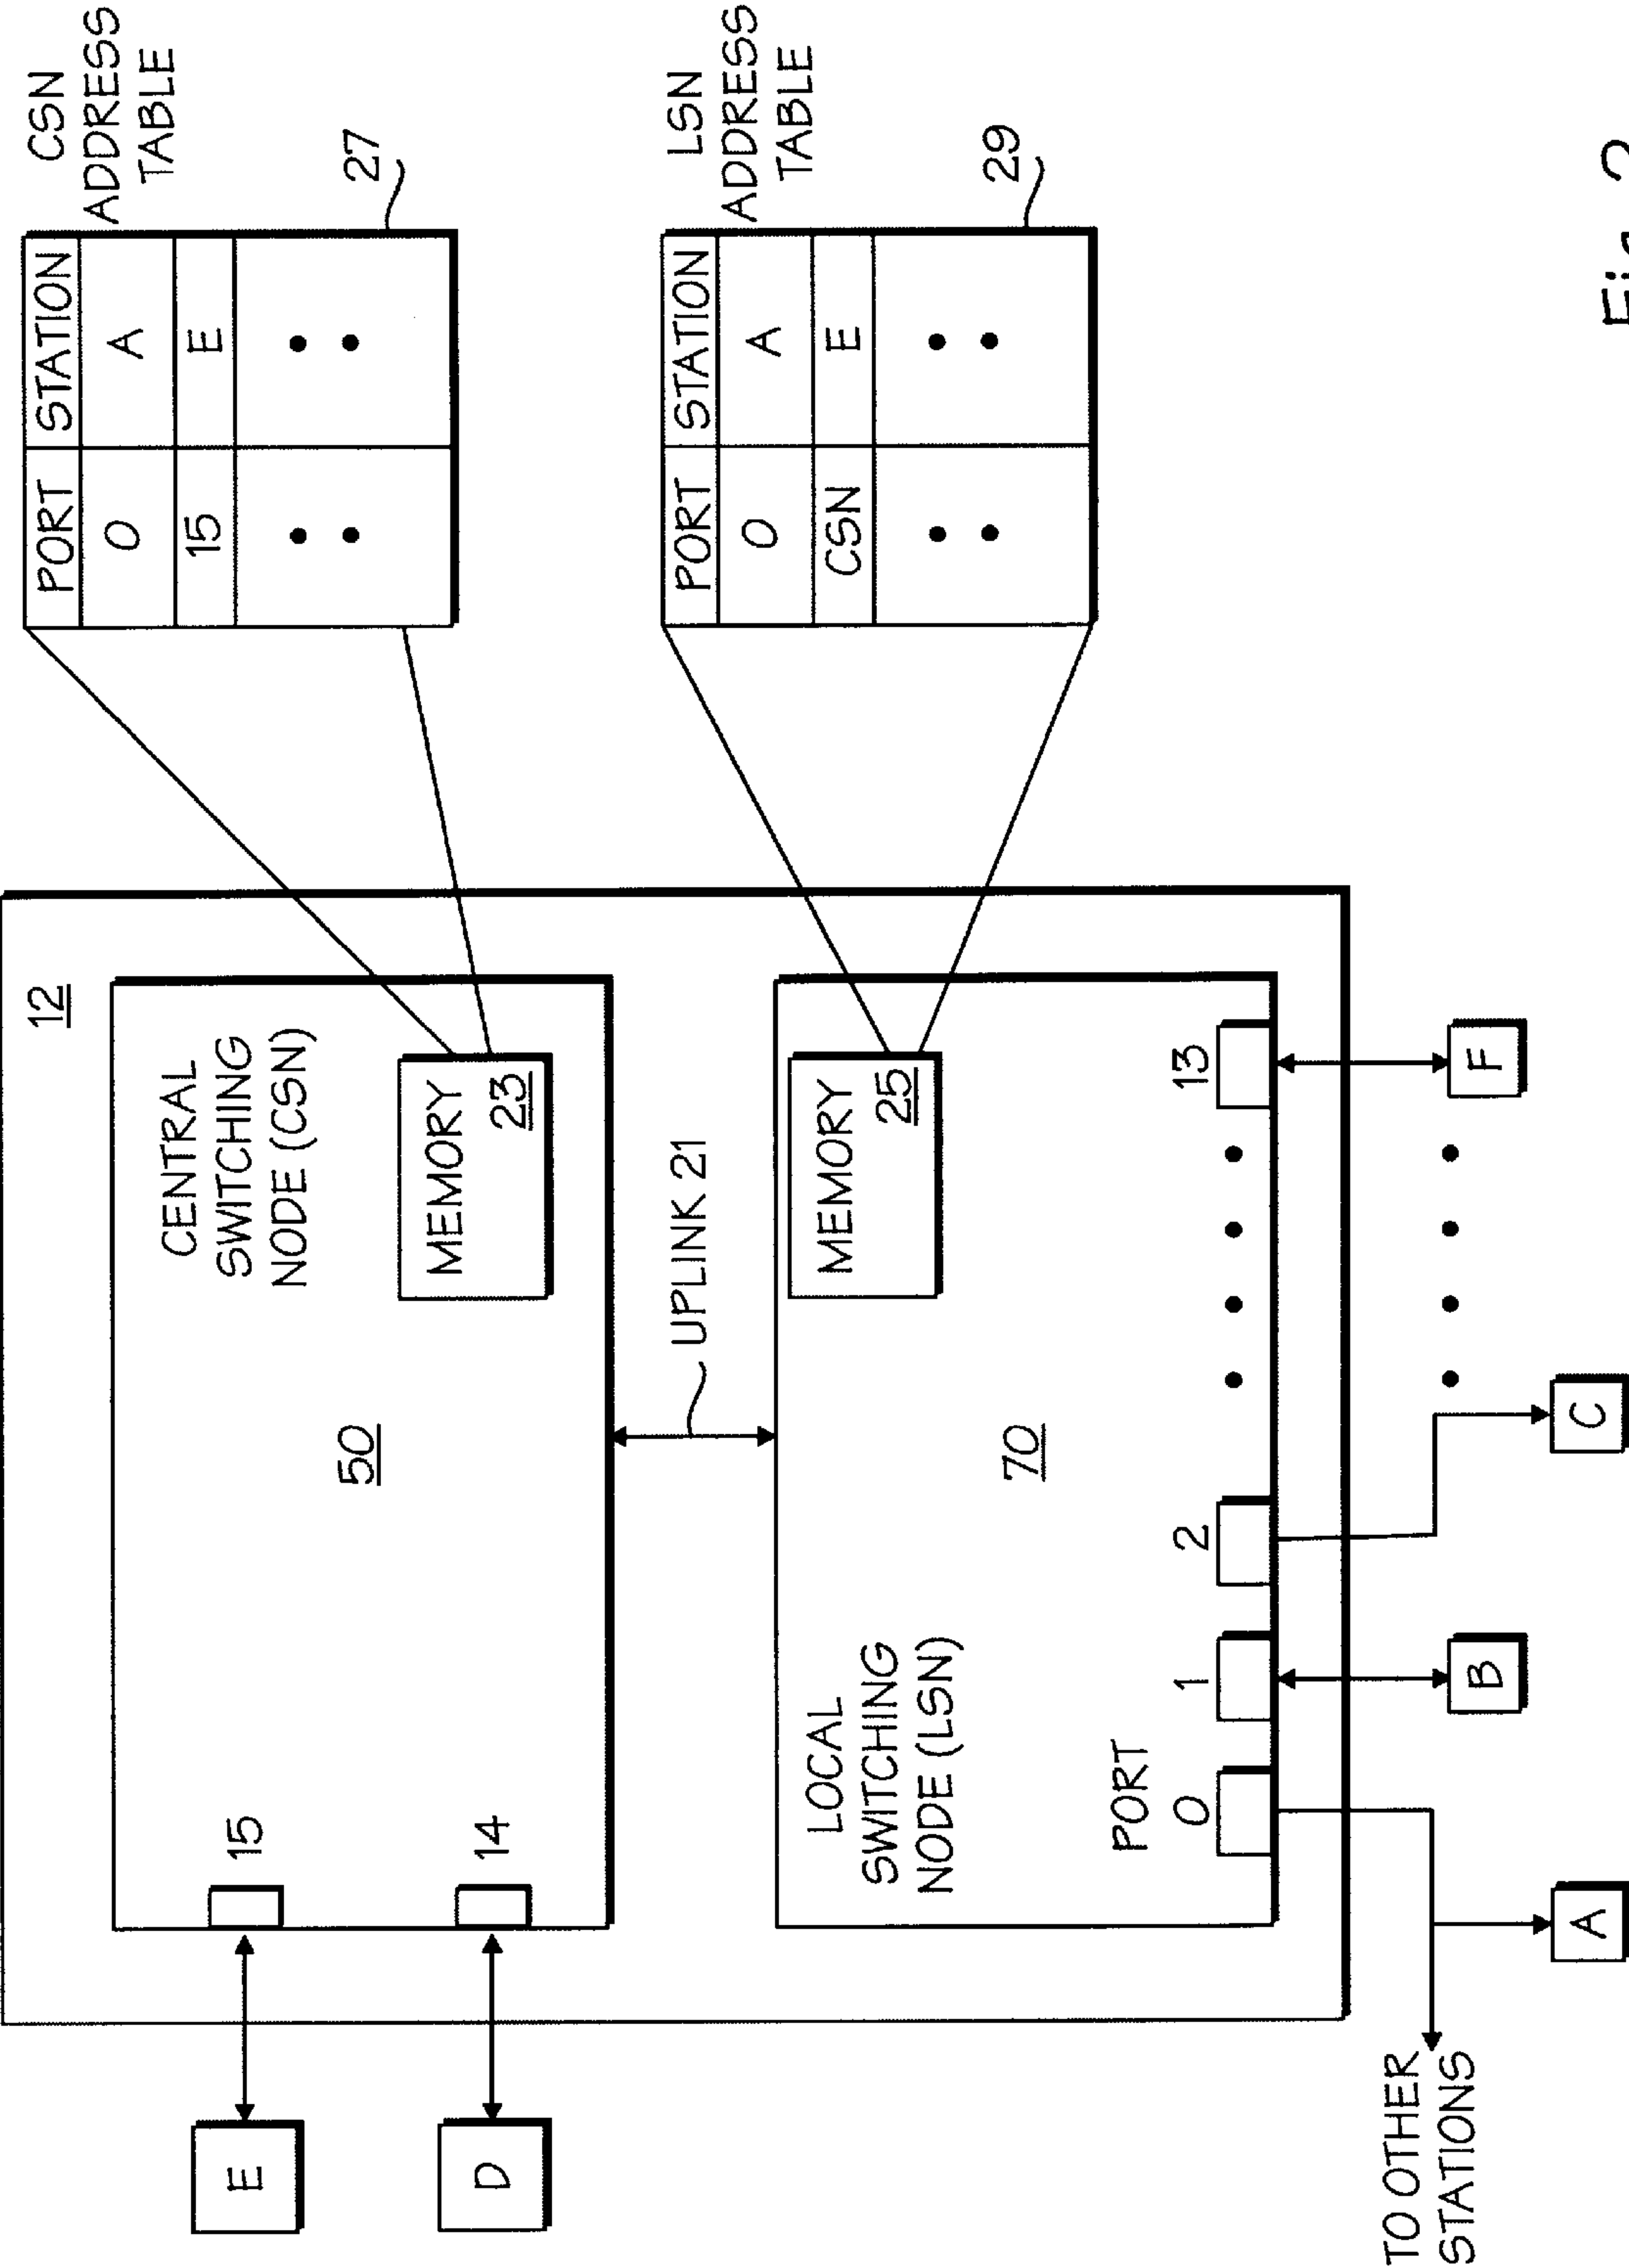 12
CENTRAL
SWITCHING
NODE (CSN)
50
MEMORY
23
15
14
E
D
UPLINK 21
LOCAL
SWITCHING
NODE (LSN)
70
MEMORY
25
PORT
0 1 2 13
A
B
C
F
TO OTHER
STATIONS
CSN
ADDRESS
TABLE
PORT STATION
0 A
15 E
27
LSN
ADDRESS
TABLE
PORT STATION
0 A
CSN E
29
Fig. 2